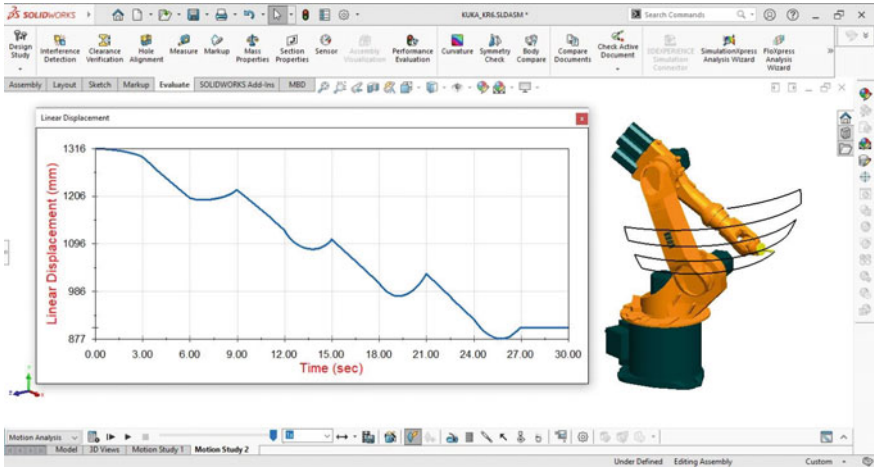 SOLIDWORKS
KUKA_KR6.SLDASM *
Search Commands
Design Study
Interference Detection
Clearance Verification
Hole Alignment
Measure
Markup
Mass Properties
Section Properties
Sensor
Assembly Visualization
Performance Evaluation
Curvature
Symmetry Check
Body Compare
Compare Documents
Check Active Document
3DEXPERIENCE Simulation Connector
SimulationXpress Analysis Wizard
FloXpress Analysis Wizard
Assembly Layout Sketch Markup Evaluate SOLIDWORKS Add-Ins MBD
Linear Displacement
Linear Displacement (mm)
1316
1206
1096
986
877
0.00 3.00 6.00 9.00 12.00 15.00 18.00 21.00 24.00 27.00 30.00
Time (sec)
Motion Analysis
Model 3D Views Motion Study 1 Motion Study 2
Under Defined Editing Assembly Custom